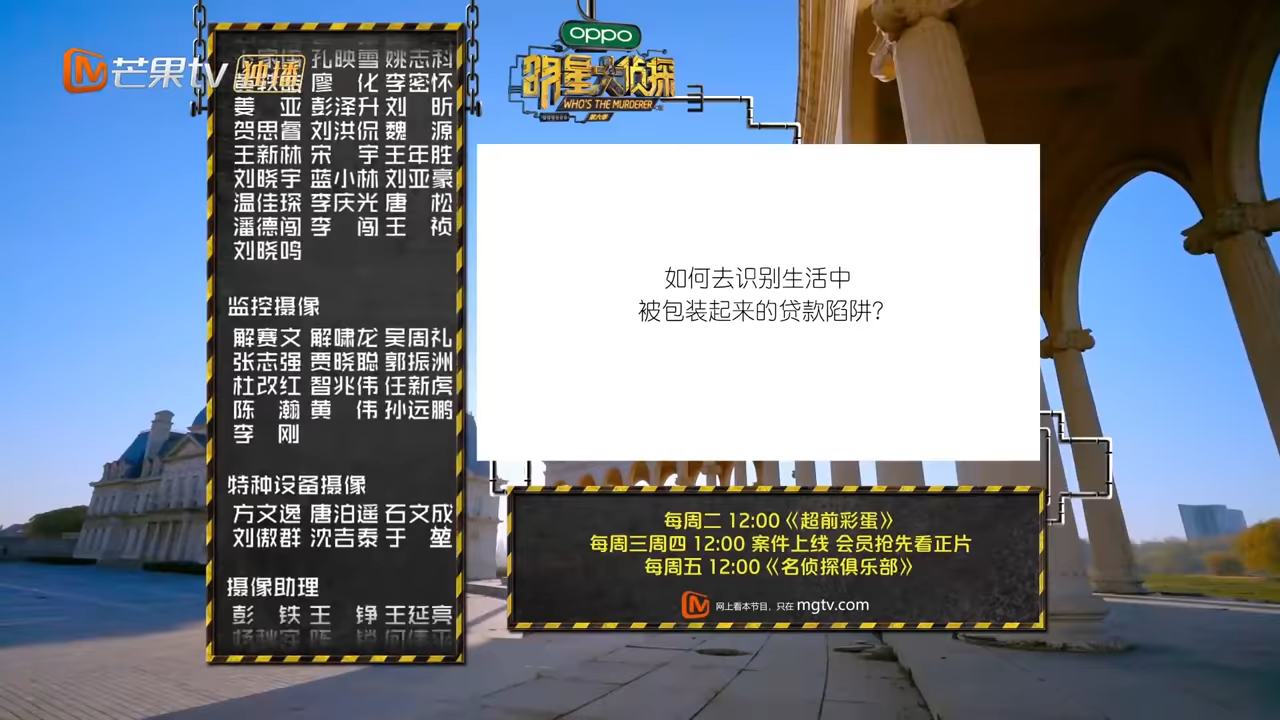 芒果tv 独播
孔映雪 姚志科
廖 化 李密怀
姜 亚 彭泽升 刘 昕
贺思睿 刘洪侃 魏 源
王新林 宋 宇 王年胜
刘晓宇 蓝小林 刘亚豪
温佳琛 李庆光 唐 松
潘德闯 李 闯 王 祯
刘晓鸣
监控摄像
解赛文 解啸龙 吴周礼
张志强 贾晓聪 郭振洲
杜改红 智兆伟 任新虎
陈 瀚 黄 伟 孙远鹏
李 刚
特种设备摄像
方文逸 唐泊遥 石文成
刘傲群 沈吉泰 于 堃
摄像助理
彭 铁 王 铮 王延亮
oppo
明星大侦探
WHO'S THE MURDERER
第六季
如何去识别生活中
被包装起来的贷款陷阱?
每周二 12:00《超前彩蛋》
每周三周四 12:00 案件上线 会员抢先看正片
每周五 12:00《名侦探俱乐部》
网上看本节目，只在 mgtv.com